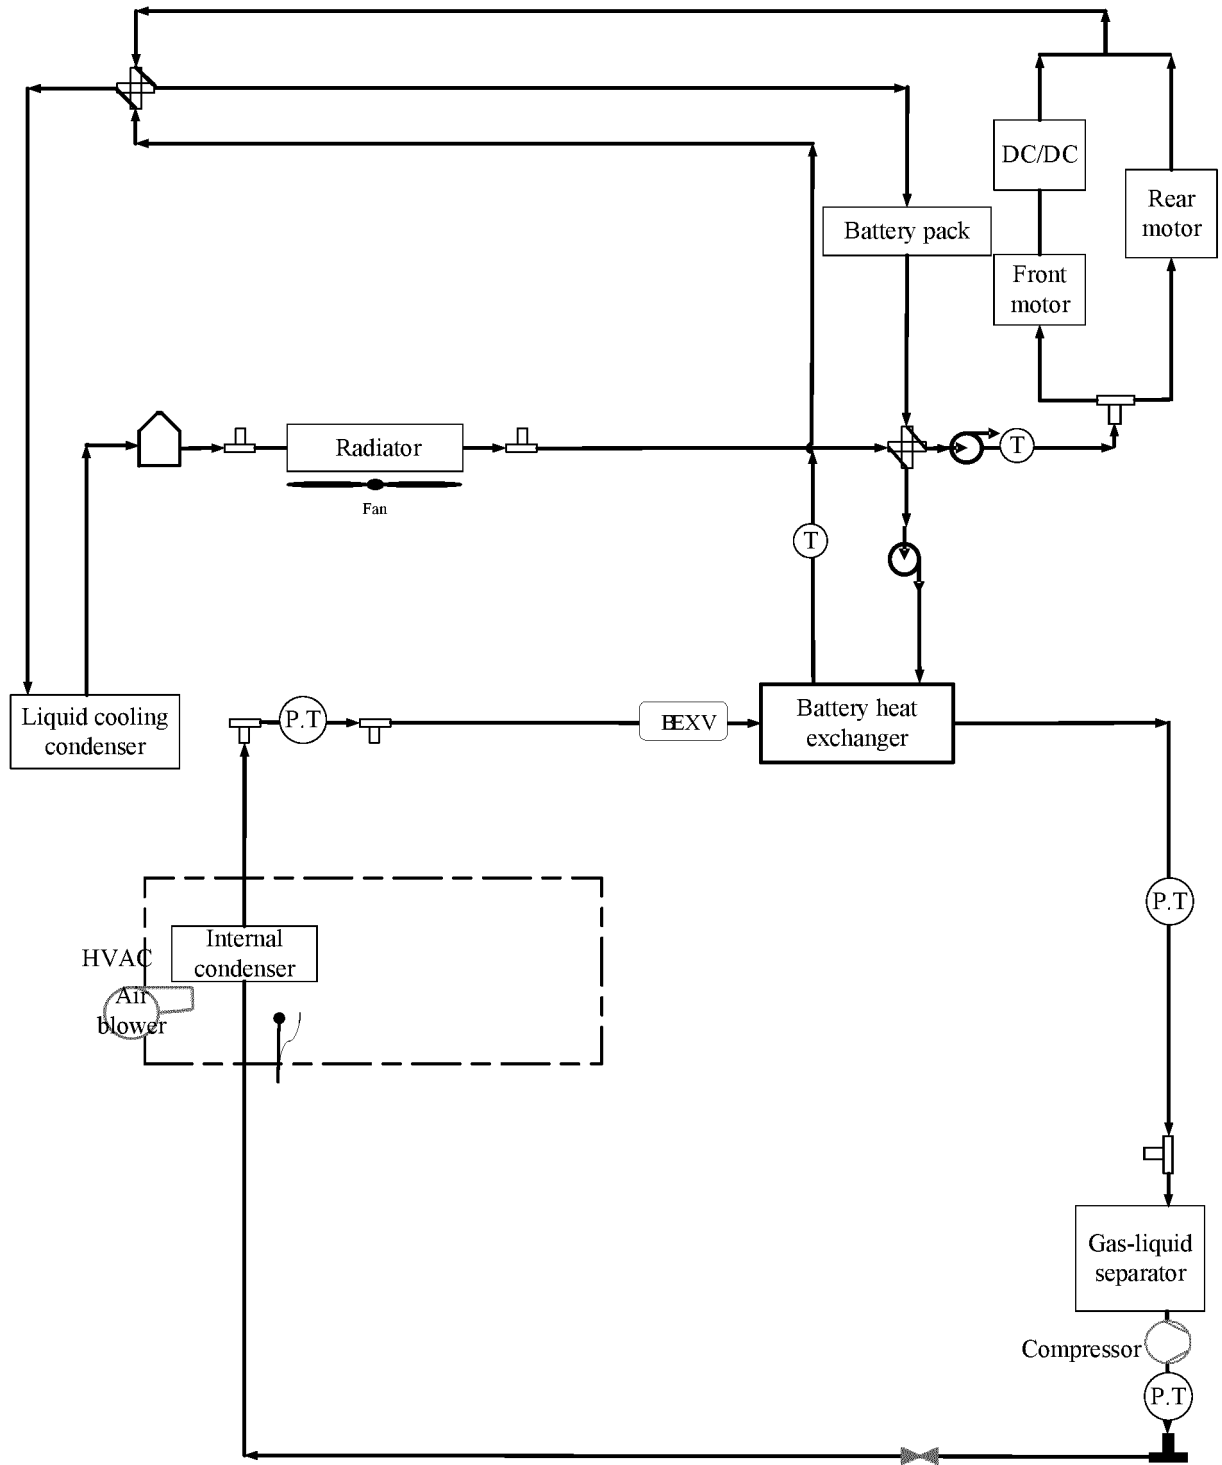 DC/DC
Rear
motor
Battery pack
Front
motor
Radiator
T
Fan
T
Liquid cooling
condenser
P.T
BEXV
Battery heat
exchanger
P.T
HVAC
Internal
condenser
Air
blower
Gas-liquid
separator
Compressor
P.T